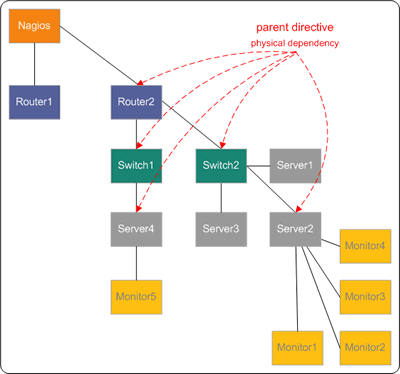 Nagios
parent directive
physical dependency
Router1
Router2
Switch1
Switch2
Server1
Server4
Server3
Server2
Monitor4
Monitor5
Monitor3
Monitor1
Monitor2